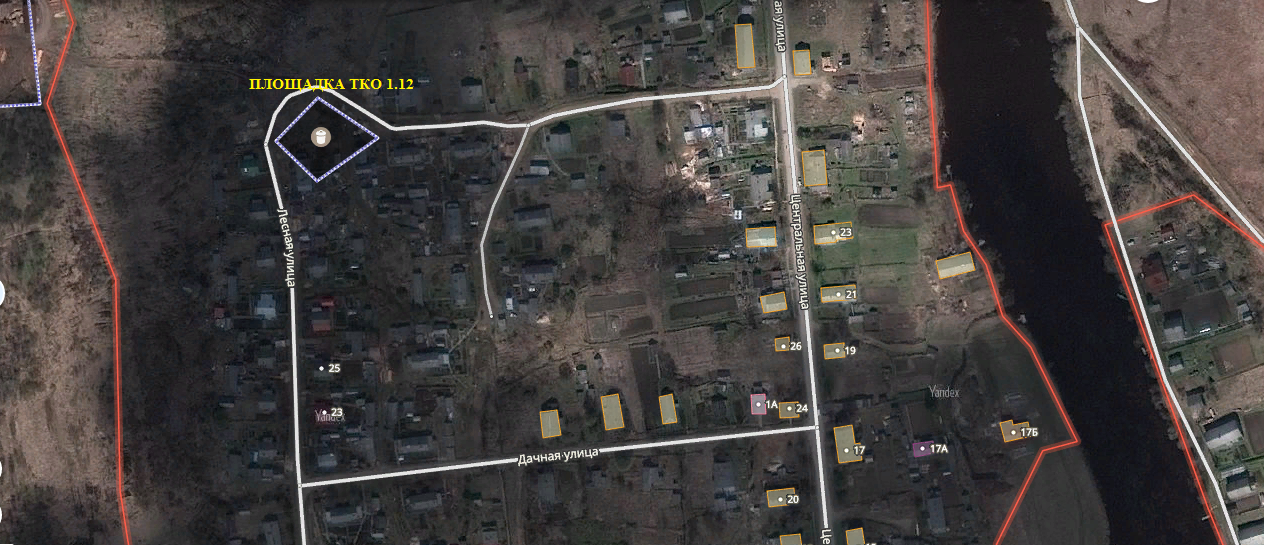 ая улица
ПЛОЩАДКА ТКО 1.12
Лесная улица
Центральная улица
23
21
26
19
25
Yandex
23
Yandex
1А
24
17Б
17
17А
Дачная улица
20
Це